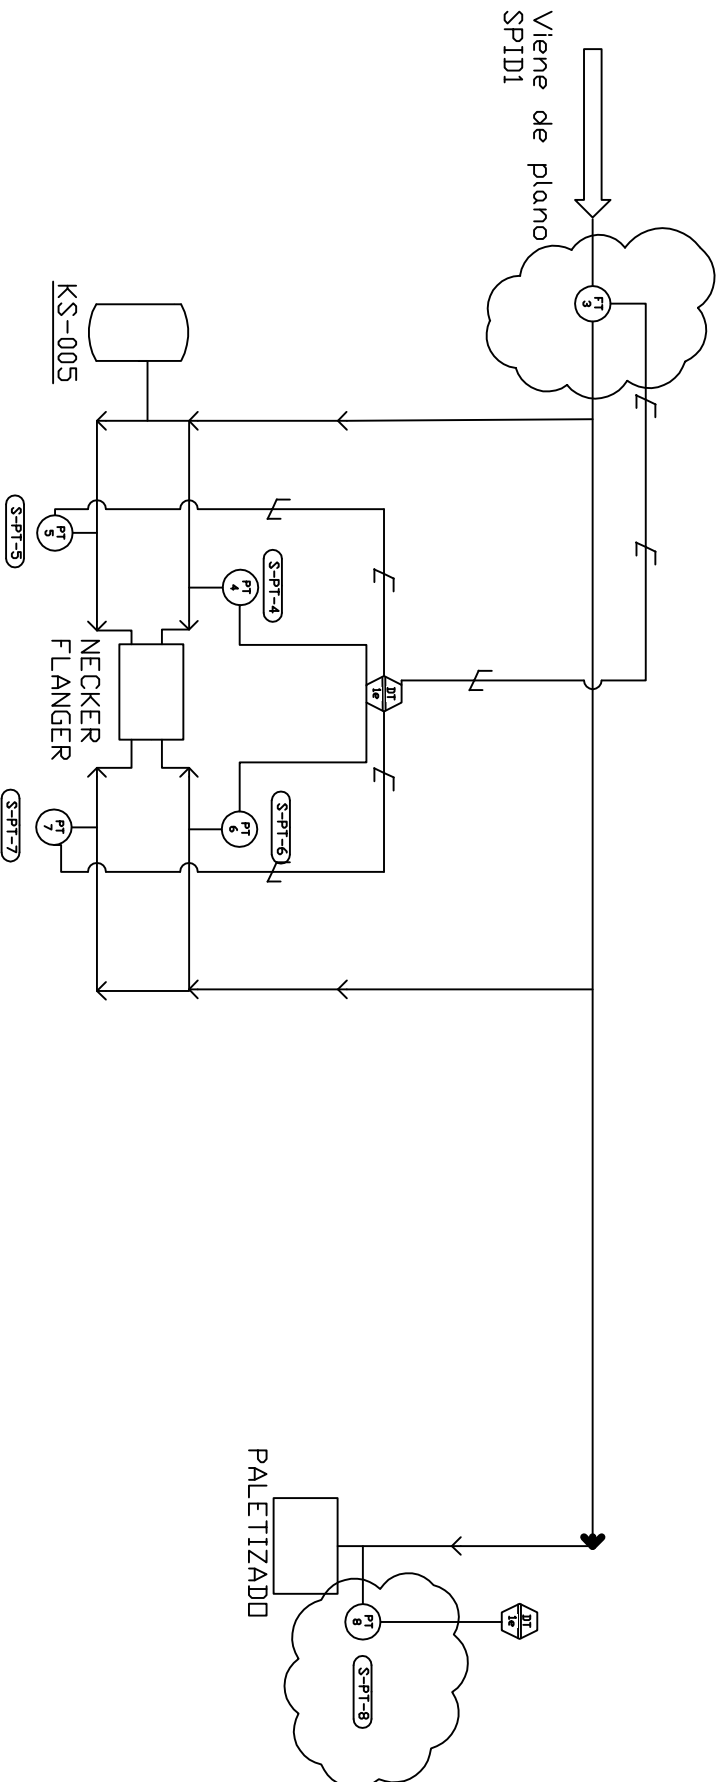 Viene de plano
SPID1
FT
3
KS-005
S-PT-5
PT
5
S-PT-4
PT
4
DT
1e
NECKER
FLANGER
S-PT-6
PT
6
S-PT-7
PT
7
PALETIZADO
DT
1e
PT
8
S-PT-8